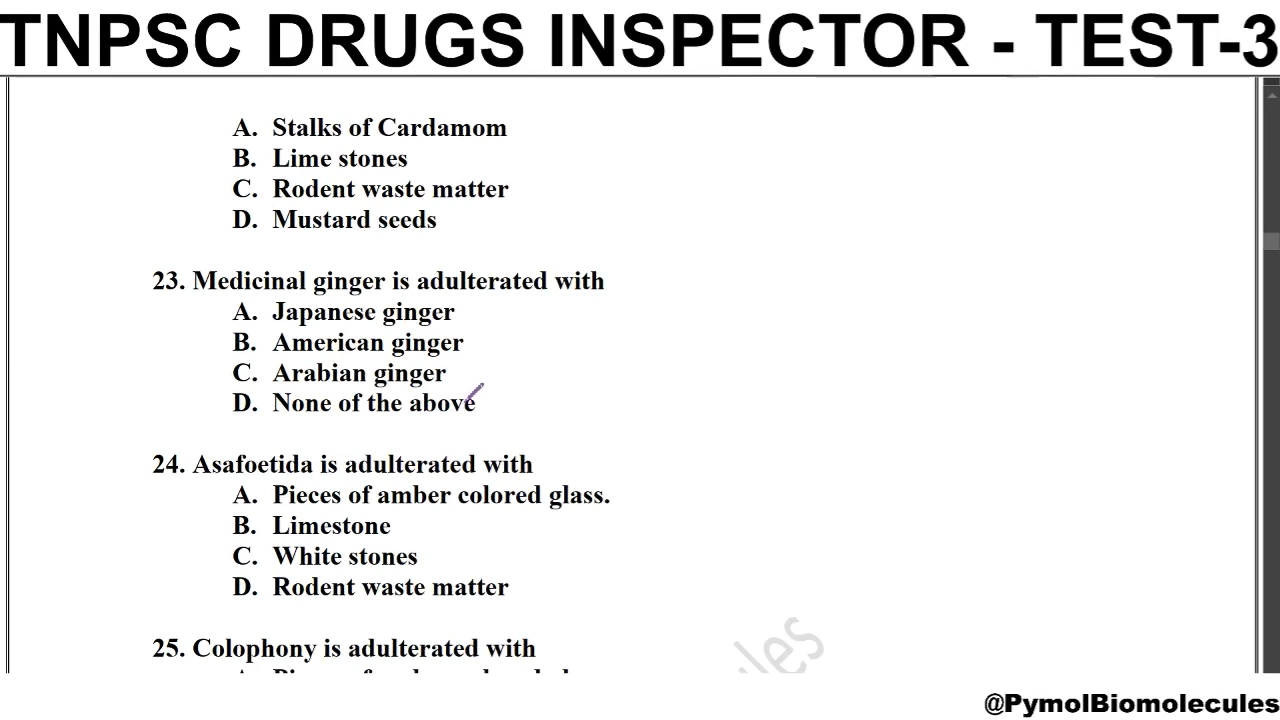 TNPSC DRUGS INSPECTOR - TEST-3
A. Stalks of Cardamom
B. Lime stones
C. Rodent waste matter
D. Mustard seeds
23. Medicinal ginger is adulterated with
A. Japanese ginger
B. American ginger
C. Arabian ginger
D. None of the above
24. Asafoetida is adulterated with
A. Pieces of amber colored glass.
B. Limestone
C. White stones
D. Rodent waste matter
25. Colophony is adulterated with
@PymolBiomolecules